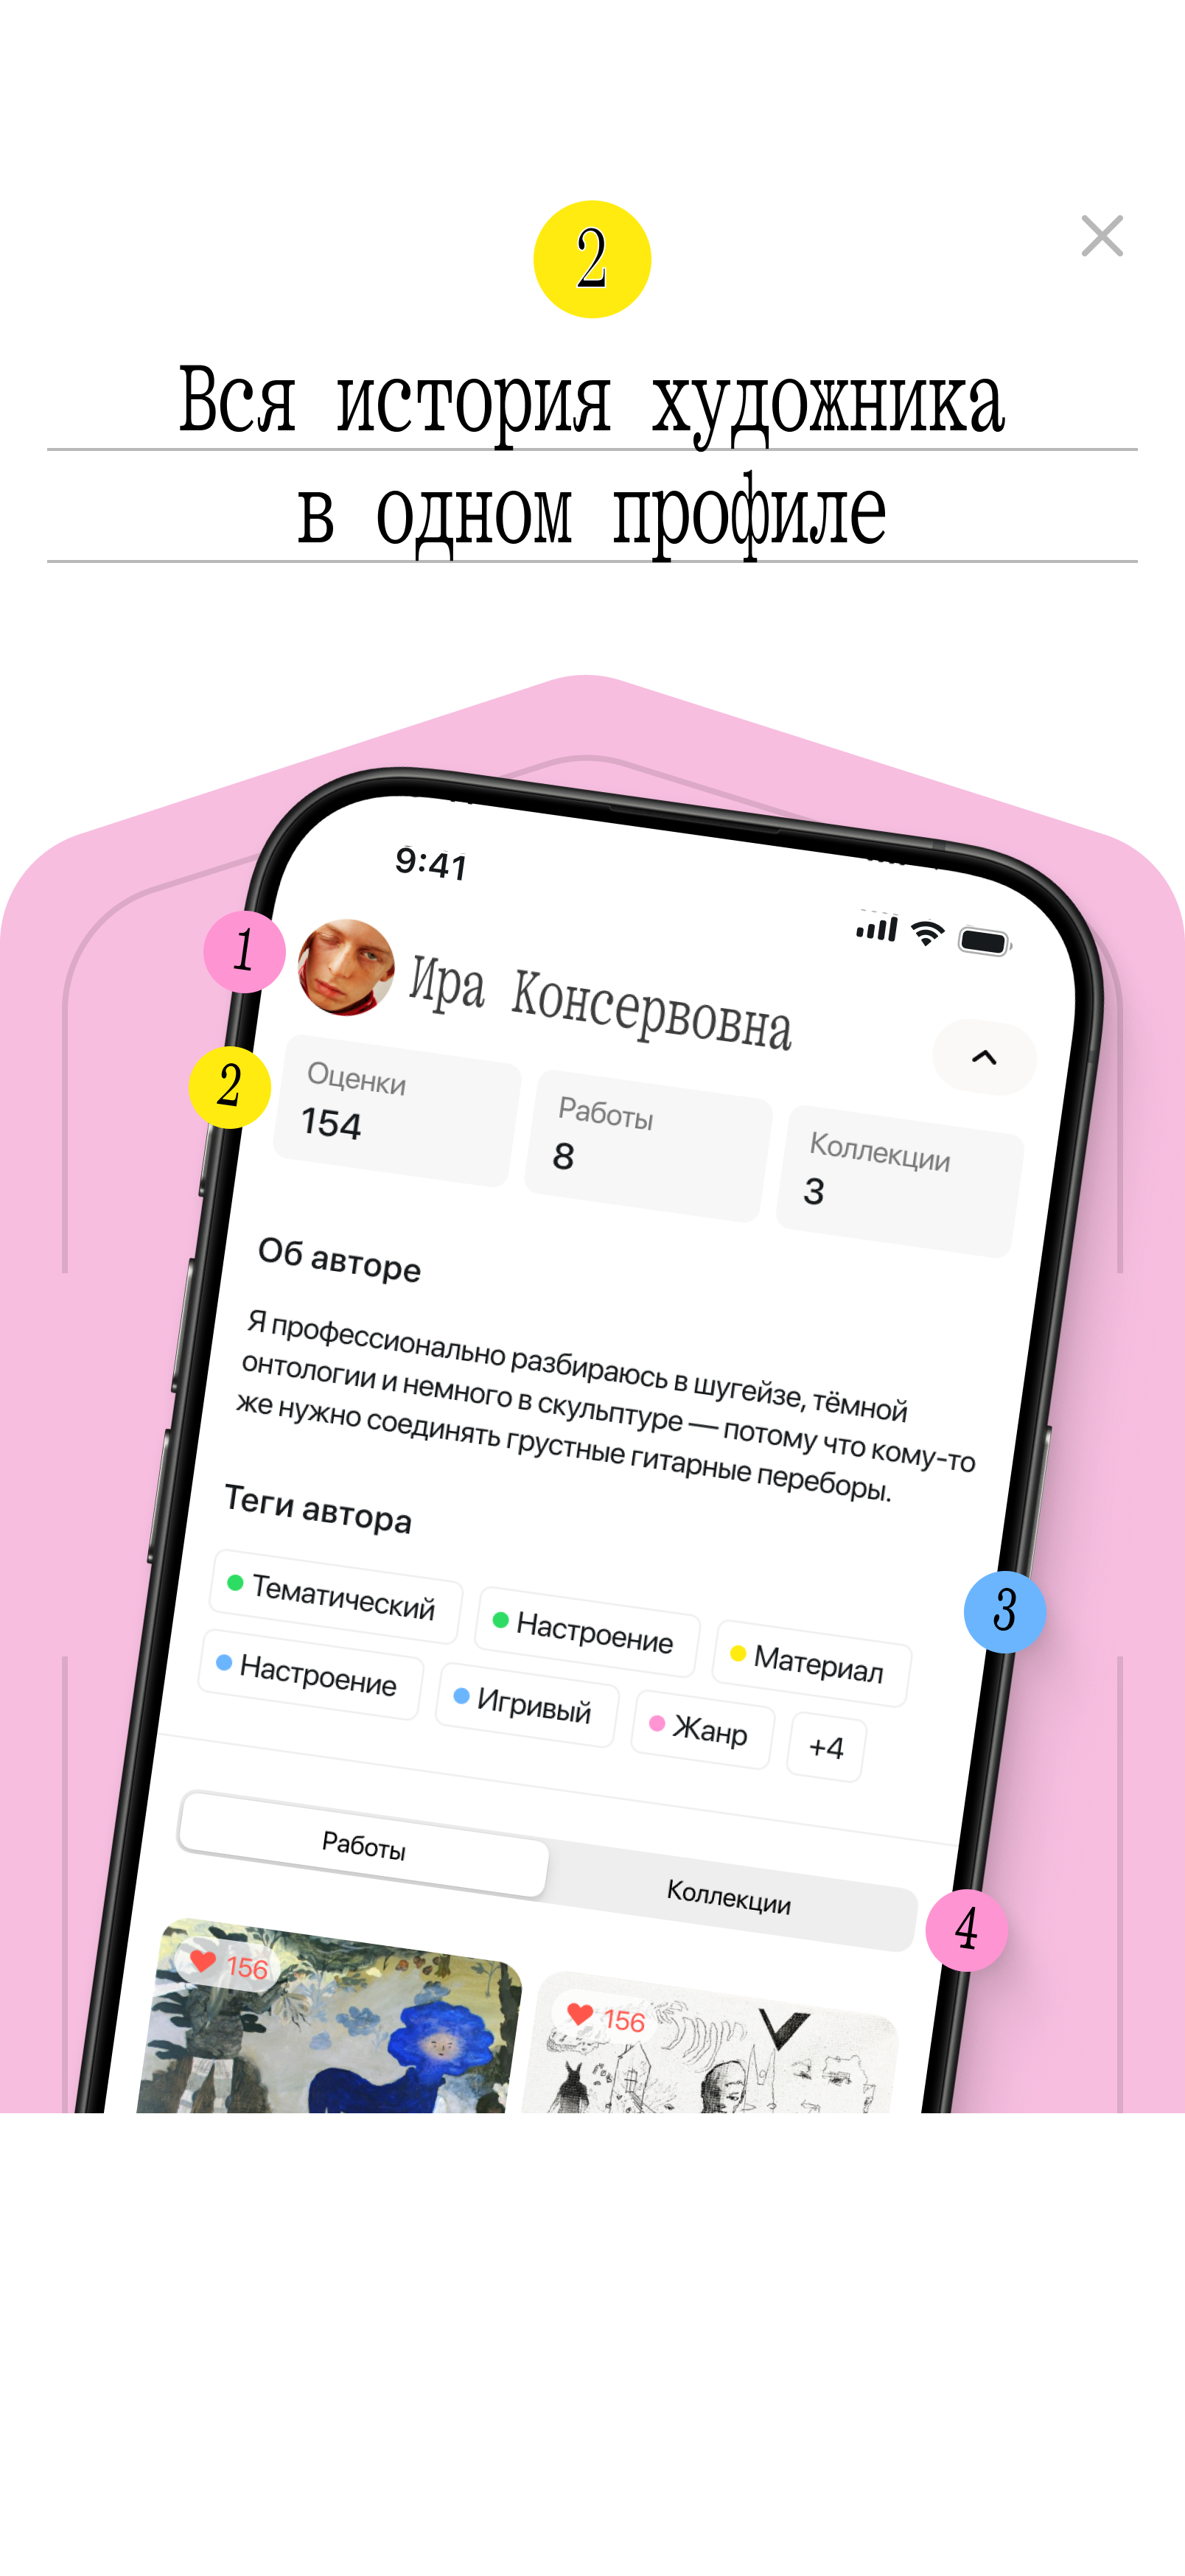 2
Вся история художника
в одном профиле
9:41
1
Ира Консервовна
2
Оценки
154
Работы
8
Коллекции
3
Об авторе
Я профессионально разбираюсь в шугейзе, тёмной
онтологии и немного в скульптуре — потому что кому-то
же нужно соединять грустные гитарные переборы.
Теги автора
3
Тематический
Настроение
Материал
Настроение
Игривый
Жанр
+4
Работы
Коллекции
4
156
156